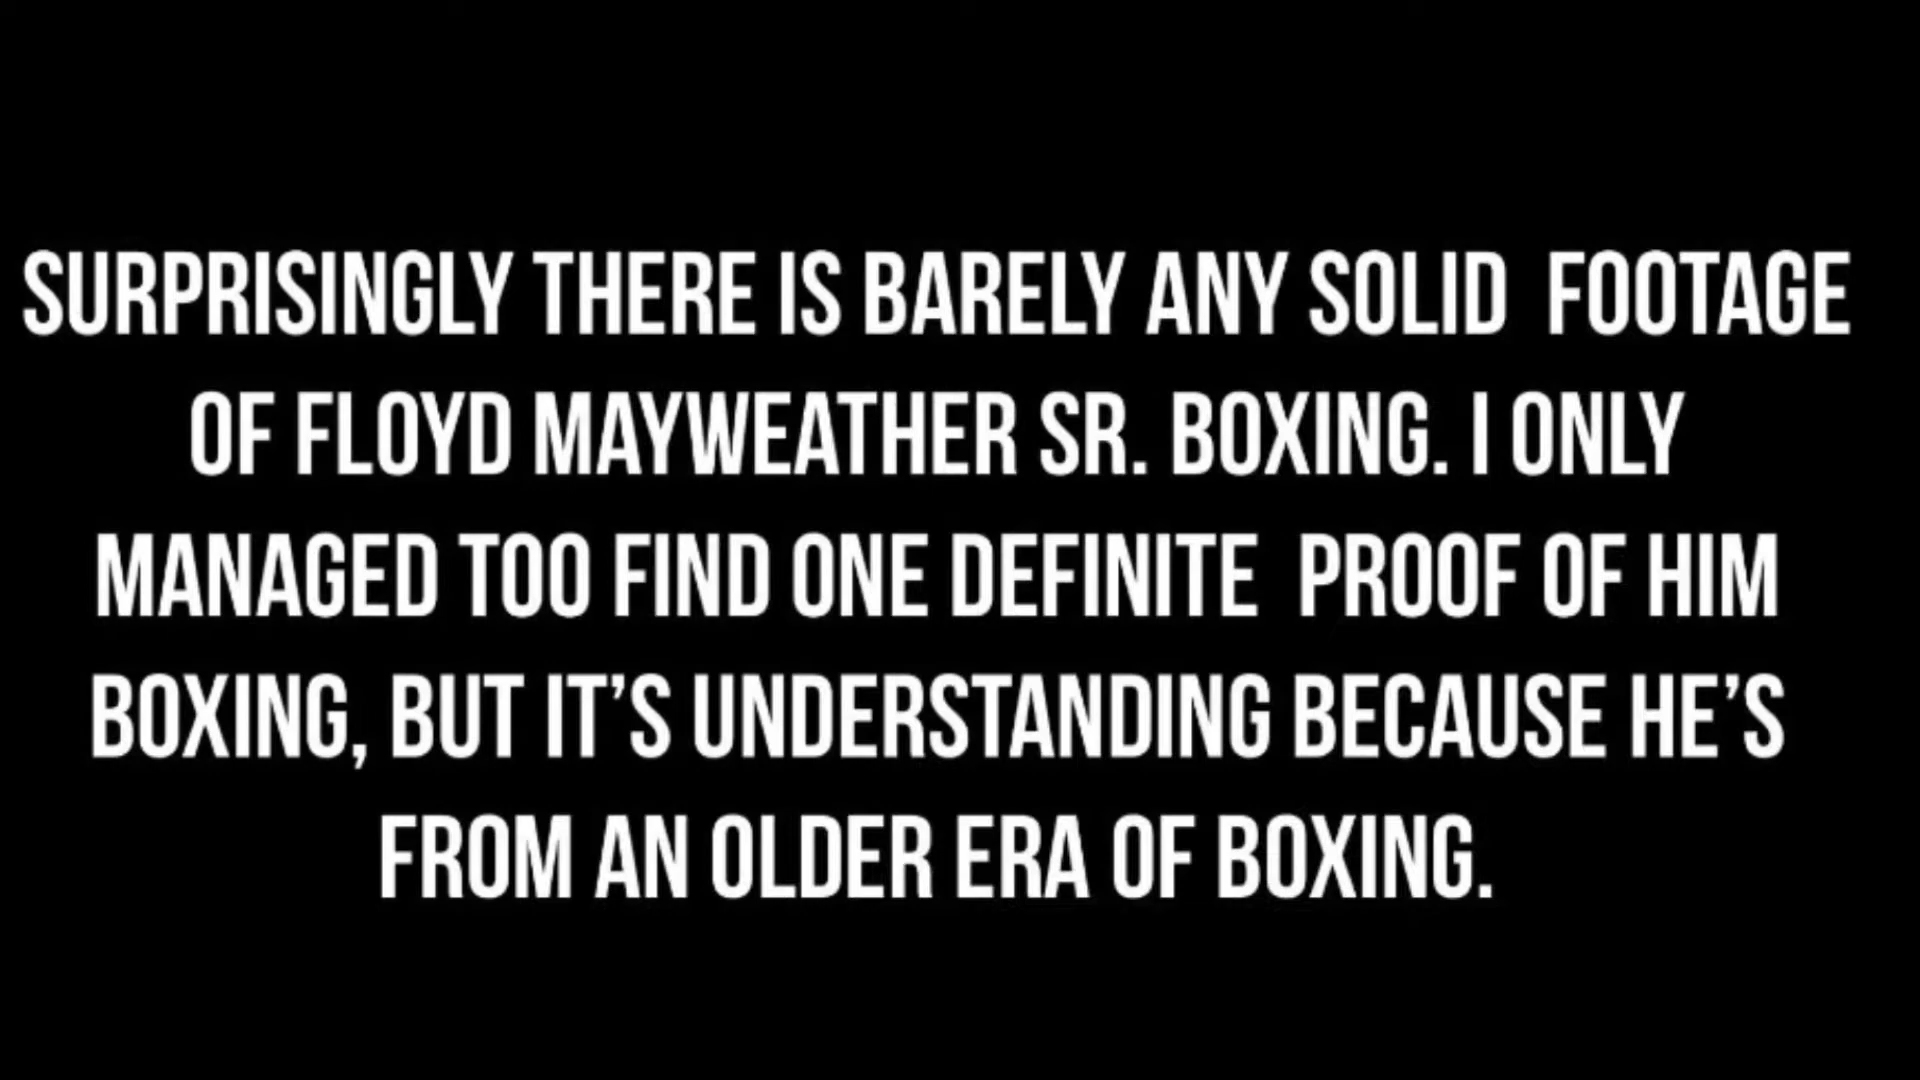 SURPRISINGLY THERE IS BARELY ANY SOLID  FOOTAGE
OF FLOYD MAYWEATHER SR. BOXING. I ONLY
MANAGED TOO FIND ONE DEFINITE  PROOF OF HIM
BOXING, BUT IT’S UNDERSTANDING BECAUSE HE’S
FROM AN OLDER ERA OF BOXING.